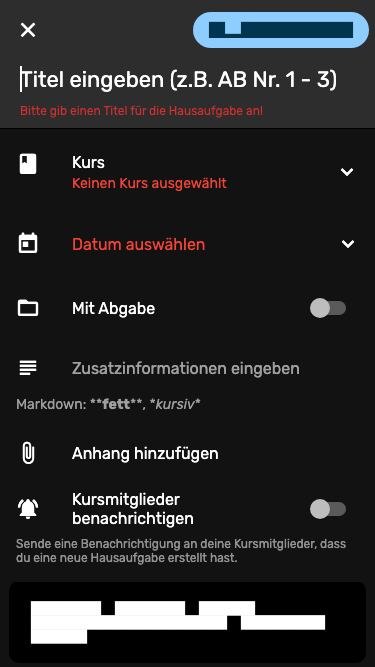 Titel eingeben (z.B. AB Nr. 1 - 3)
Bitte gib einen Titel für die Hausaufgabe an!
Kurs
Keinen Kurs ausgewählt
Datum auswählen
Mit Abgabe
Zusatzinformationen eingeben
Markdown: **fett**, *kursiv*
Anhang hinzufügen
Kursmitglieder
benachrichtigen
Sende eine Benachrichtigung an deine Kursmitglieder, dass
du eine neue Hausaufgabe erstellt hast.